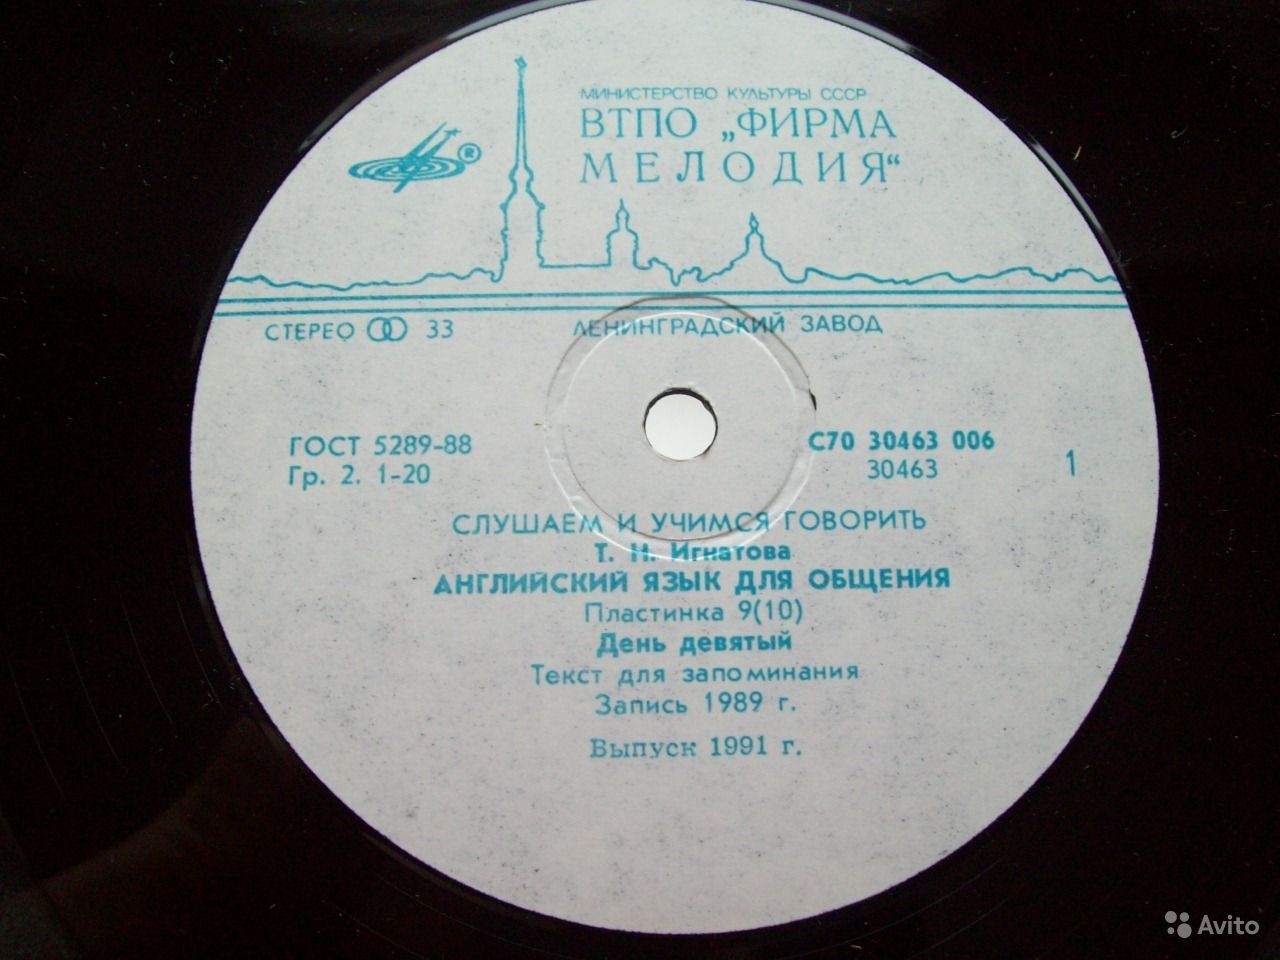 МИНИСТЕРСТВО КУЛЬТУРЫ СССР
ВТПО „ФИРМА
МЕЛОДИЯ“
®
СТЕРЕО 33
ЛЕНИНГРАДСКИЙ ЗАВОД
ГОСТ 5289-88
Гр. 2. 1-20
С70 30463 006
30463
1
СЛУШАЕМ И УЧИМСЯ ГОВОРИТЬ
Т. Н. Игнатова
АНГЛИЙСКИЙ ЯЗЫК ДЛЯ ОБЩЕНИЯ
Пластинка 9(10)
День девятый
Текст для запоминания
Запись 1989 г.
Выпуск 1991 г.
Avito